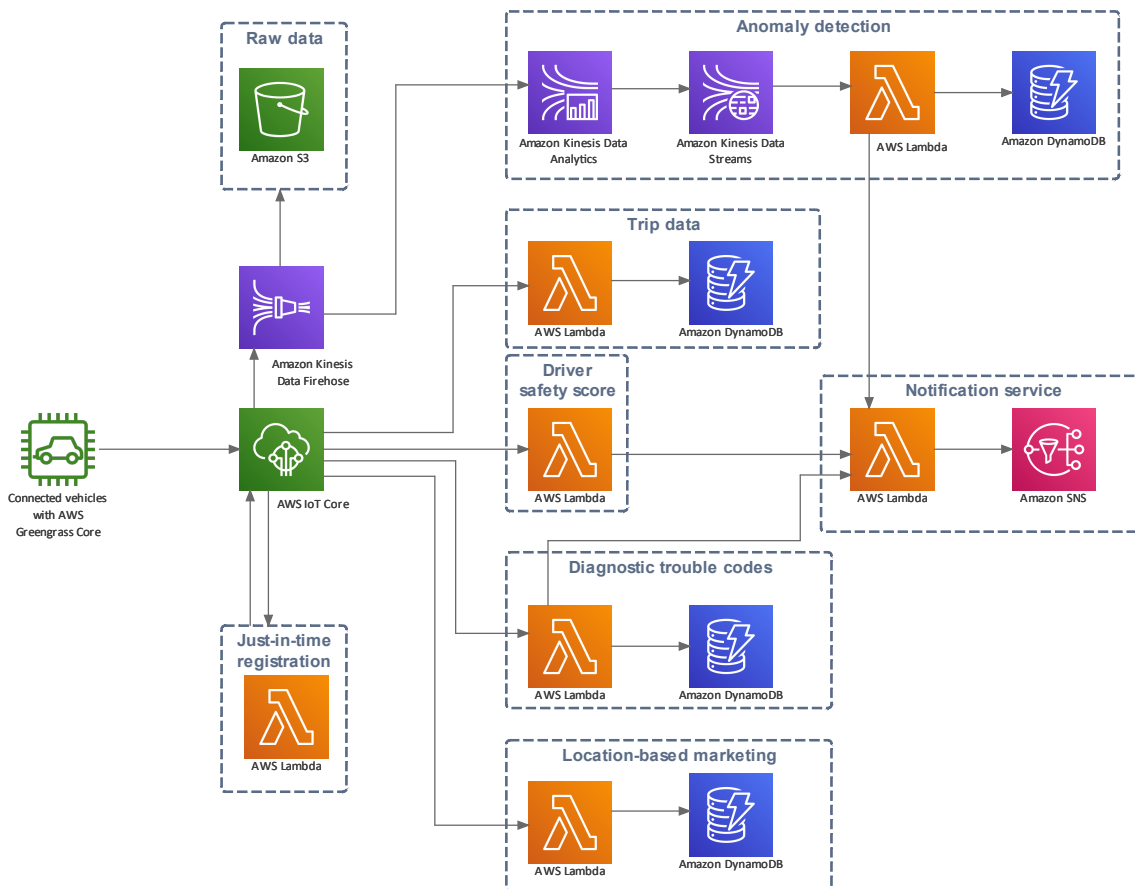 Raw data
Amazon S3
Anomaly detection
Amazon Kinesis Data
Analytics
Amazon Kinesis Data
Streams
AWS Lambda
Amazon DynamoDB
Trip data
AWS Lambda
Amazon DynamoDB
Amazon Kinesis
Data Firehose
Driver
safety score
AWS Lambda
Notification service
AWS Lambda
Amazon SNS
Connected vehicles
with AWS
Greengrass Core
AWS IoT Core
Diagnostic trouble codes
AWS Lambda
Amazon DynamoDB
Just-in-time
registration
AWS Lambda
Location-based marketing
AWS Lambda
Amazon DynamoDB